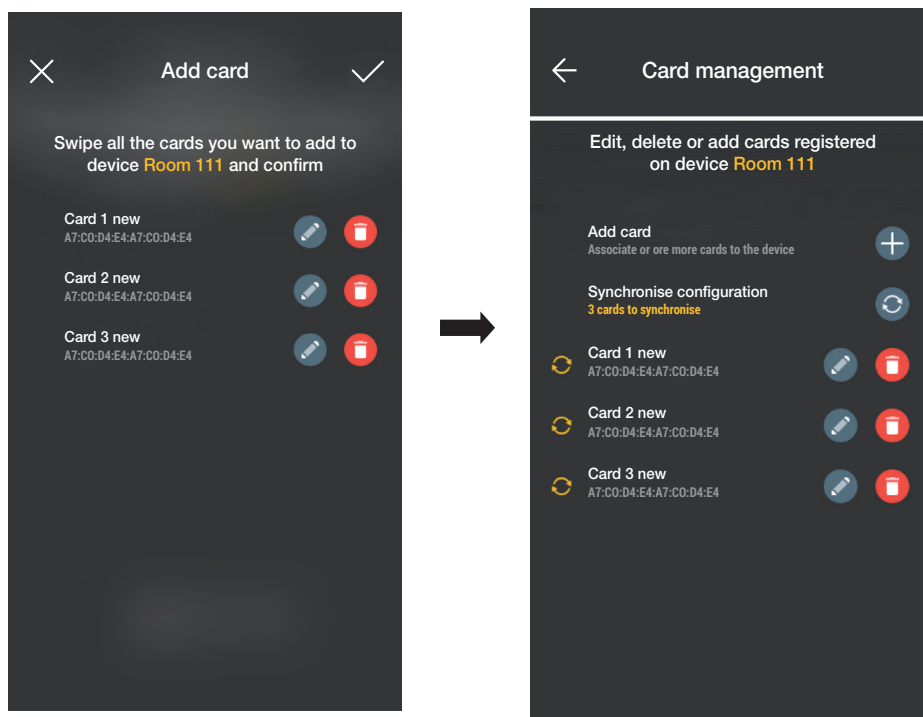 Add card
Swipe all the cards you want to add to
device Room 111 and confirm
Card 1 new
A7:C0:D4:E4:A7:C0:D4:E4
Card 2 new
A7:C0:D4:E4:A7:C0:D4:E4
Card 3 new
A7:C0:D4:E4:A7:C0:D4:E4
Card management
Edit, delete or add cards registered
on device Room 111
Add card
Associate or ore more cards to the device
Synchronise configuration
3 cards to synchronise
Card 1 new
A7:C0:D4:E4:A7:C0:D4:E4
Card 2 new
A7:C0:D4:E4:A7:C0:D4:E4
Card 3 new
A7:C0:D4:E4:A7:C0:D4:E4